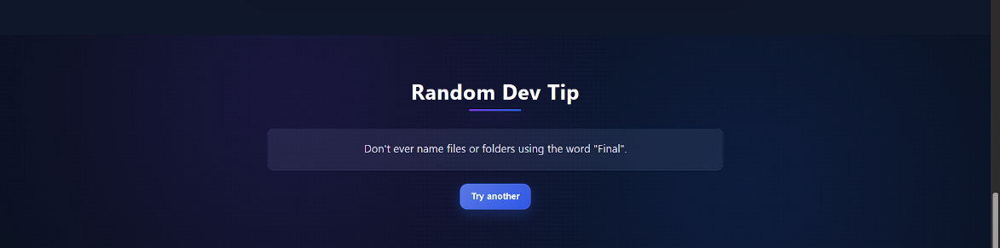 Random Dev Tip
Don't ever name files or folders using the word "Final".
Try another